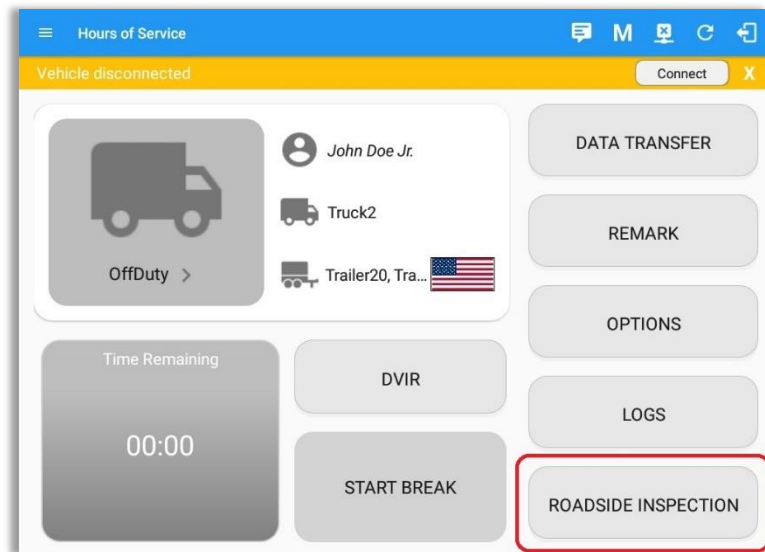 Hours of Service
M
Vehicle disconnected
Connect
X
John Doe Jr.
Truck2
OffDuty >
Trailer20, Tra...
DATA TRANSFER
REMARK
OPTIONS
LOGS
ROADSIDE INSPECTION
Time Remaining
00:00
DVIR
START BREAK